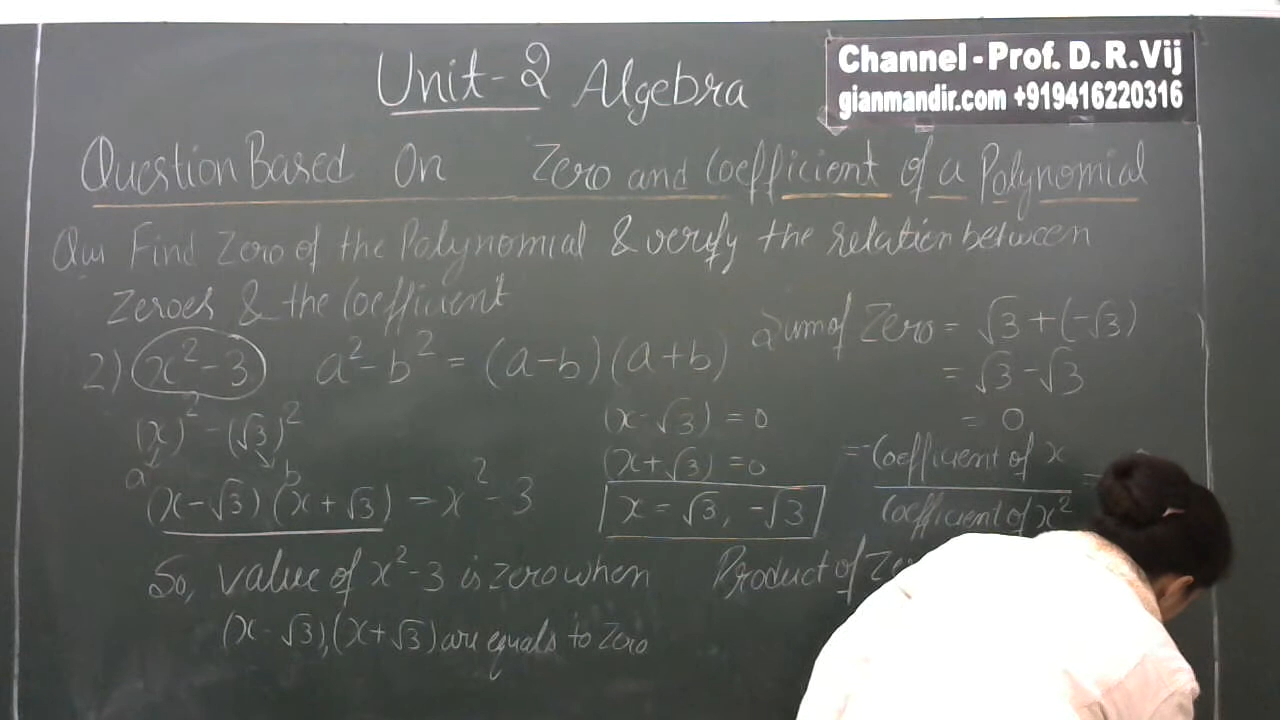 Unit-2 Algebra
Channel - Prof. D. R. Vij
gianmandir.com +919416220316
Question Based On Zero and Coefficient of a Polynomial
Que Find Zero of the Polynomial & verify the relation between
Zeroes & the Coefficient
2) x² - 3 a² - b² = (a - b) (a + b)
(x)² - (√3)²
a b
(x - √3) (x + √3) = x² - 3
So, value of x² - 3 is zero when
(x - √3), (x + √3) are equals to Zero
(x - √3) = 0
(x + √3) = 0
x = √3, -√3
Sum of Zero = √3 + (-√3)
= √3 - √3
= 0
= -Coefficient of x
Coefficient of x²
=
Product of